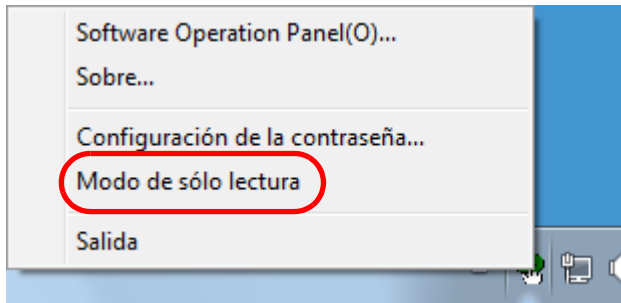 Software Operation Panel(O)...
Sobre...
Configuración de la contraseña...
Modo de sólo lectura
Salida